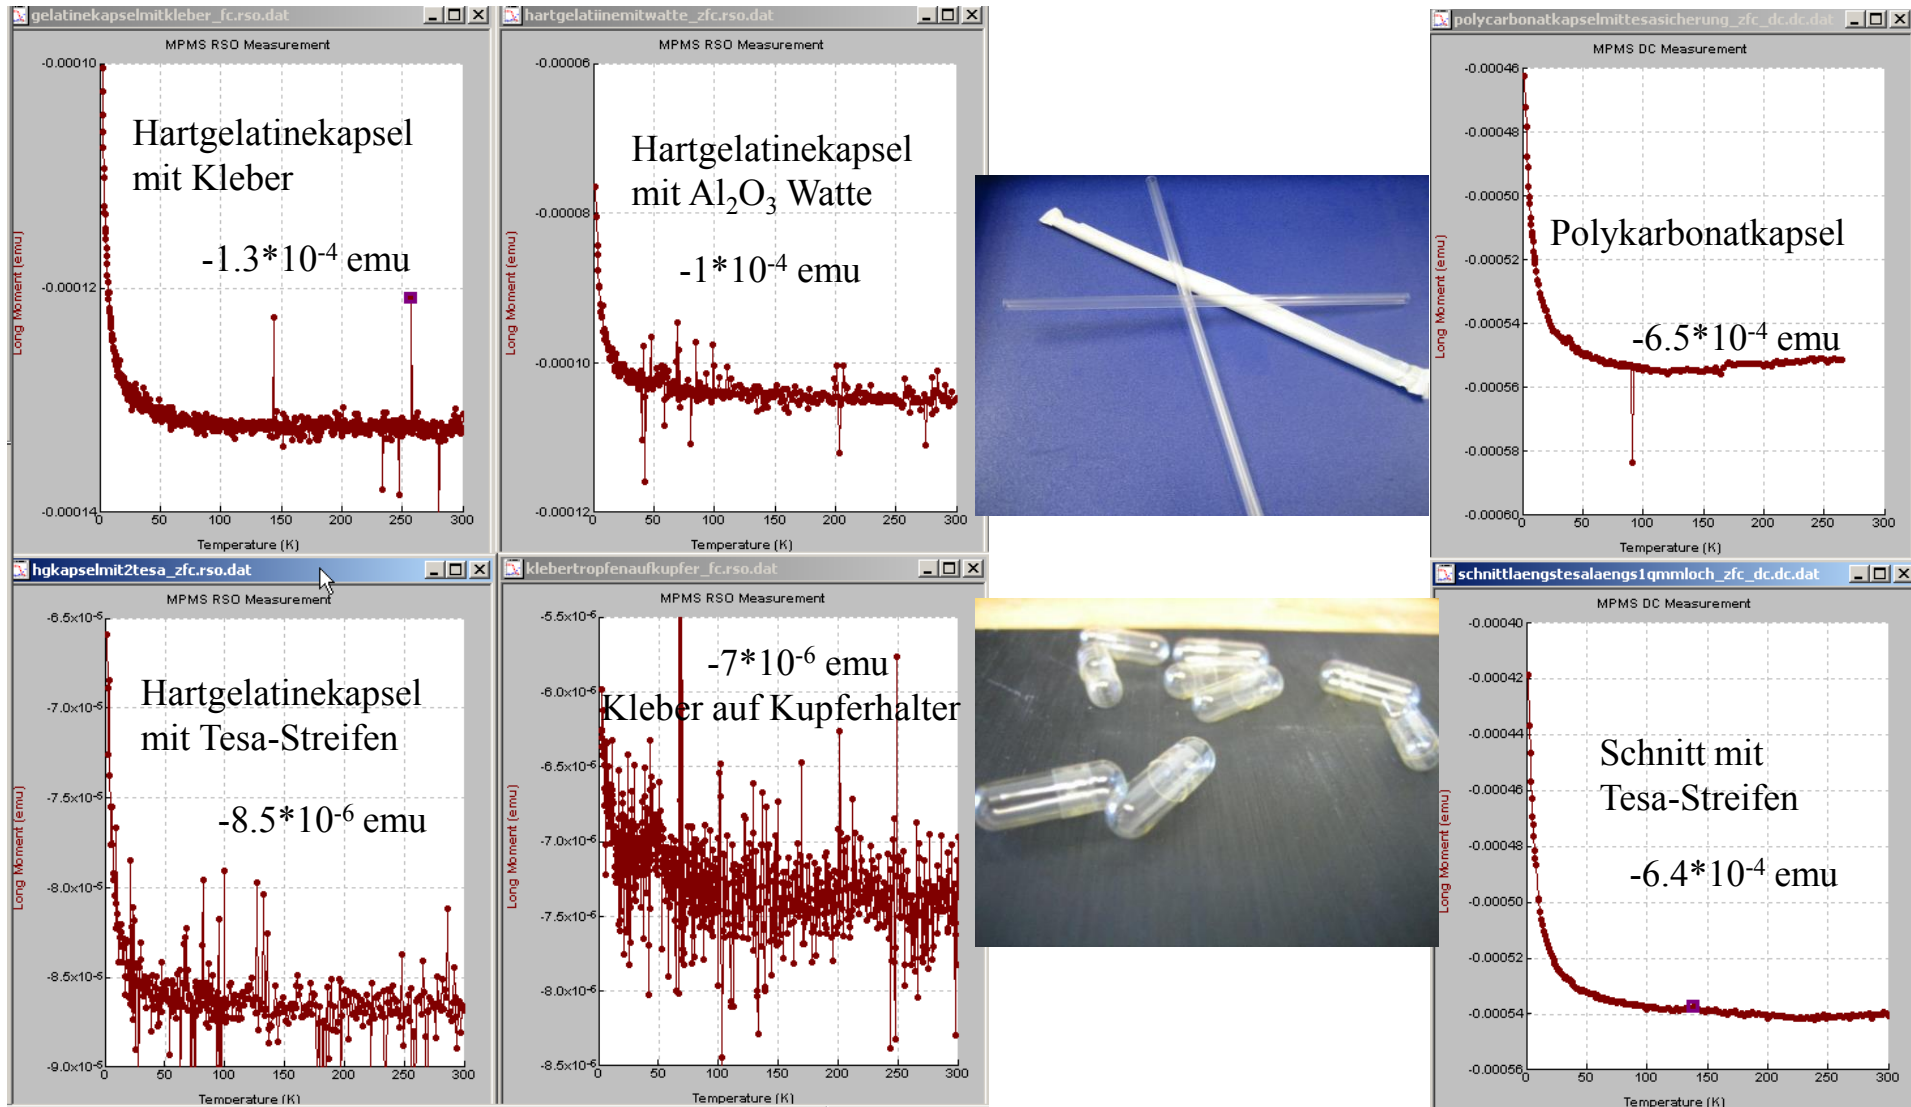 gelatinekapselmitkleber_fc.rso.dat
MPMS RSO Measurement
-0.00010
-0.00012
-0.00014
Long Moment (emu)
0 50 100 150 200 250 300
Temperature (K)
Hartgelatinekapsel
mit Kleber
-1.3*10⁻⁴ emu
hartgelatiinemitwatte_zfc.rso.dat
MPMS RSO Measurement
-0.00006
-0.00008
-0.00010
-0.00012
Long Moment (emu)
0 50 100 150 200 250 300
Temperature (K)
Hartgelatinekapsel
mit Al₂O₃ Watte
-1*10⁻⁴ emu
polycarbonatkapselmittesasicherung_zfc_dc.dc.dat
MPMS DC Measurement
-0.00046
-0.00048
-0.00050
-0.00052
-0.00054
-0.00056
-0.00058
-0.00060
Long Moment (emu)
0 50 100 150 200 250 300
Temperature (K)
Polykarbonatkapsel
-6.5*10⁻⁴ emu
hgkapselmit2tesa_zfc.rso.dat
MPMS RSO Measurement
-6.5x10⁻⁵
-7.0x10⁻⁵
-7.5x10⁻⁵
-8.0x10⁻⁵
-8.5x10⁻⁵
-9.0x10⁻⁵
Long Moment (emu)
0 50 100 150 200 250 300
Temperature (K)
Hartgelatinekapsel
mit Tesa-Streifen
-8.5*10⁻⁶ emu
klebertropfenaufkupfer_fc.rso.dat
MPMS RSO Measurement
-5.5x10⁻⁶
-6.0x10⁻⁶
-6.5x10⁻⁶
-7.0x10⁻⁶
-7.5x10⁻⁶
-8.0x10⁻⁶
-8.5x10⁻⁶
Long Moment (emu)
0 50 100 150 200 250 300
Temperature (K)
-7*10⁻⁶ emu
Kleber auf Kupferhalter
schnittlaengstesalaengs1qmmloch_zfc_dc.dc.dat
MPMS DC Measurement
-0.00040
-0.00042
-0.00044
-0.00046
-0.00048
-0.00050
-0.00052
-0.00054
-0.00056
Long Moment (emu)
0 50 100 150 200 250 300
Temperature (K)
Schnitt mit
Tesa-Streifen
-6.4*10⁻⁴ emu